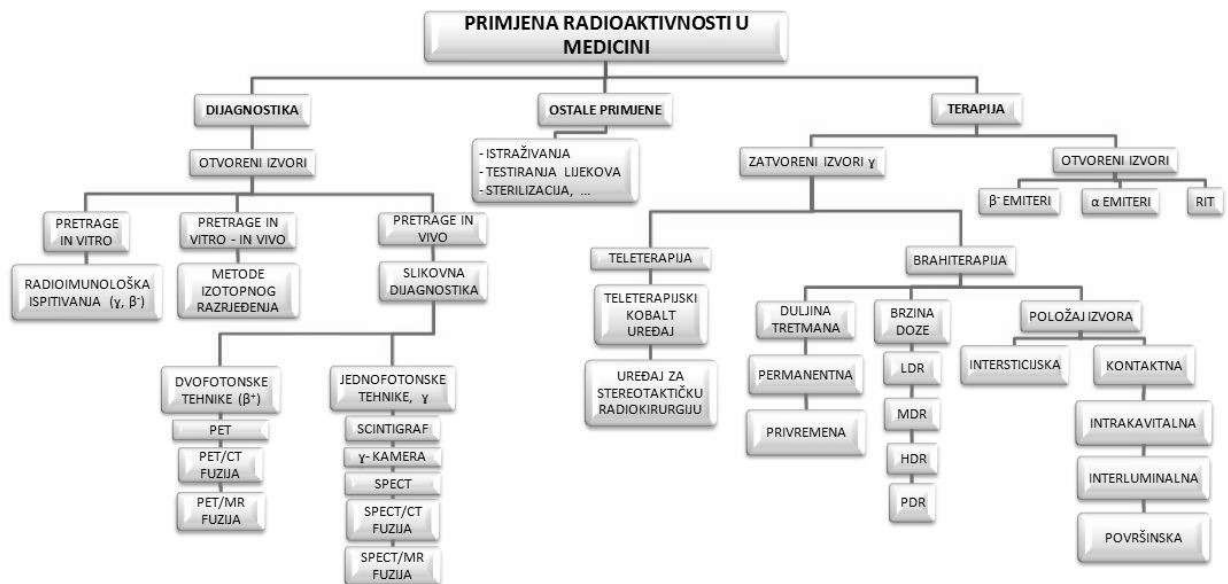 PRIMJENA RADIOAKTIVNOSTI U
MEDICINI
DIJAGNOSTIKA
OTVORENI IZVORI
PRETRAGE
IN VITRO
RADIOIMUNOLOŠKA
ISPITIVANJA (ɣ, β⁻)
PRETRAGE IN
VITRO - IN VIVO
METODE
IZOTOPNOG
RAZRJEĐENJA
PRETRAGE IN
VIVO
SLIKOVNA
DIJAGNOSTIKA
DVOFOTONSKE
TEHNIKE (β⁺)
PET
PET/CT
FUZIJA
PET/MR
FUZIJA
JEDNOFOTONSKE
TEHNIKE, ɣ
SCINTIGRAF
ɣ- KAMERA
SPECT
SPECT/CT
FUZIJA
SPECT/MR
FUZIJA
OSTALE PRIMJENE
- ISTRAŽIVANJA
- TESTIRANJA LIJEKOVA
- STERILIZACIJA, ...
TERAPIJA
ZATVORENI IZVORI ɣ
TELETERAPIJA
TELETERAPIJSKI
KOBALT
UREĐAJ
UREĐAJ ZA
STEREOTAKTIČKU
RADIOKIRURGIJU
BRAHITERAPIJA
DULJINA
TRETMANA
PERMANENTNA
PRIVREMENA
BRZINA
DOZE
LDR
MDR
HDR
PDR
POLOŽAJ IZVORA
INTERSTICIJSKA
KONTAKTNA
INTRAKAVITALNA
INTERLUMINALNA
POVRŠINSKA
OTVORENI IZVORI
β⁻ EMITERI
α EMITERI
RIT